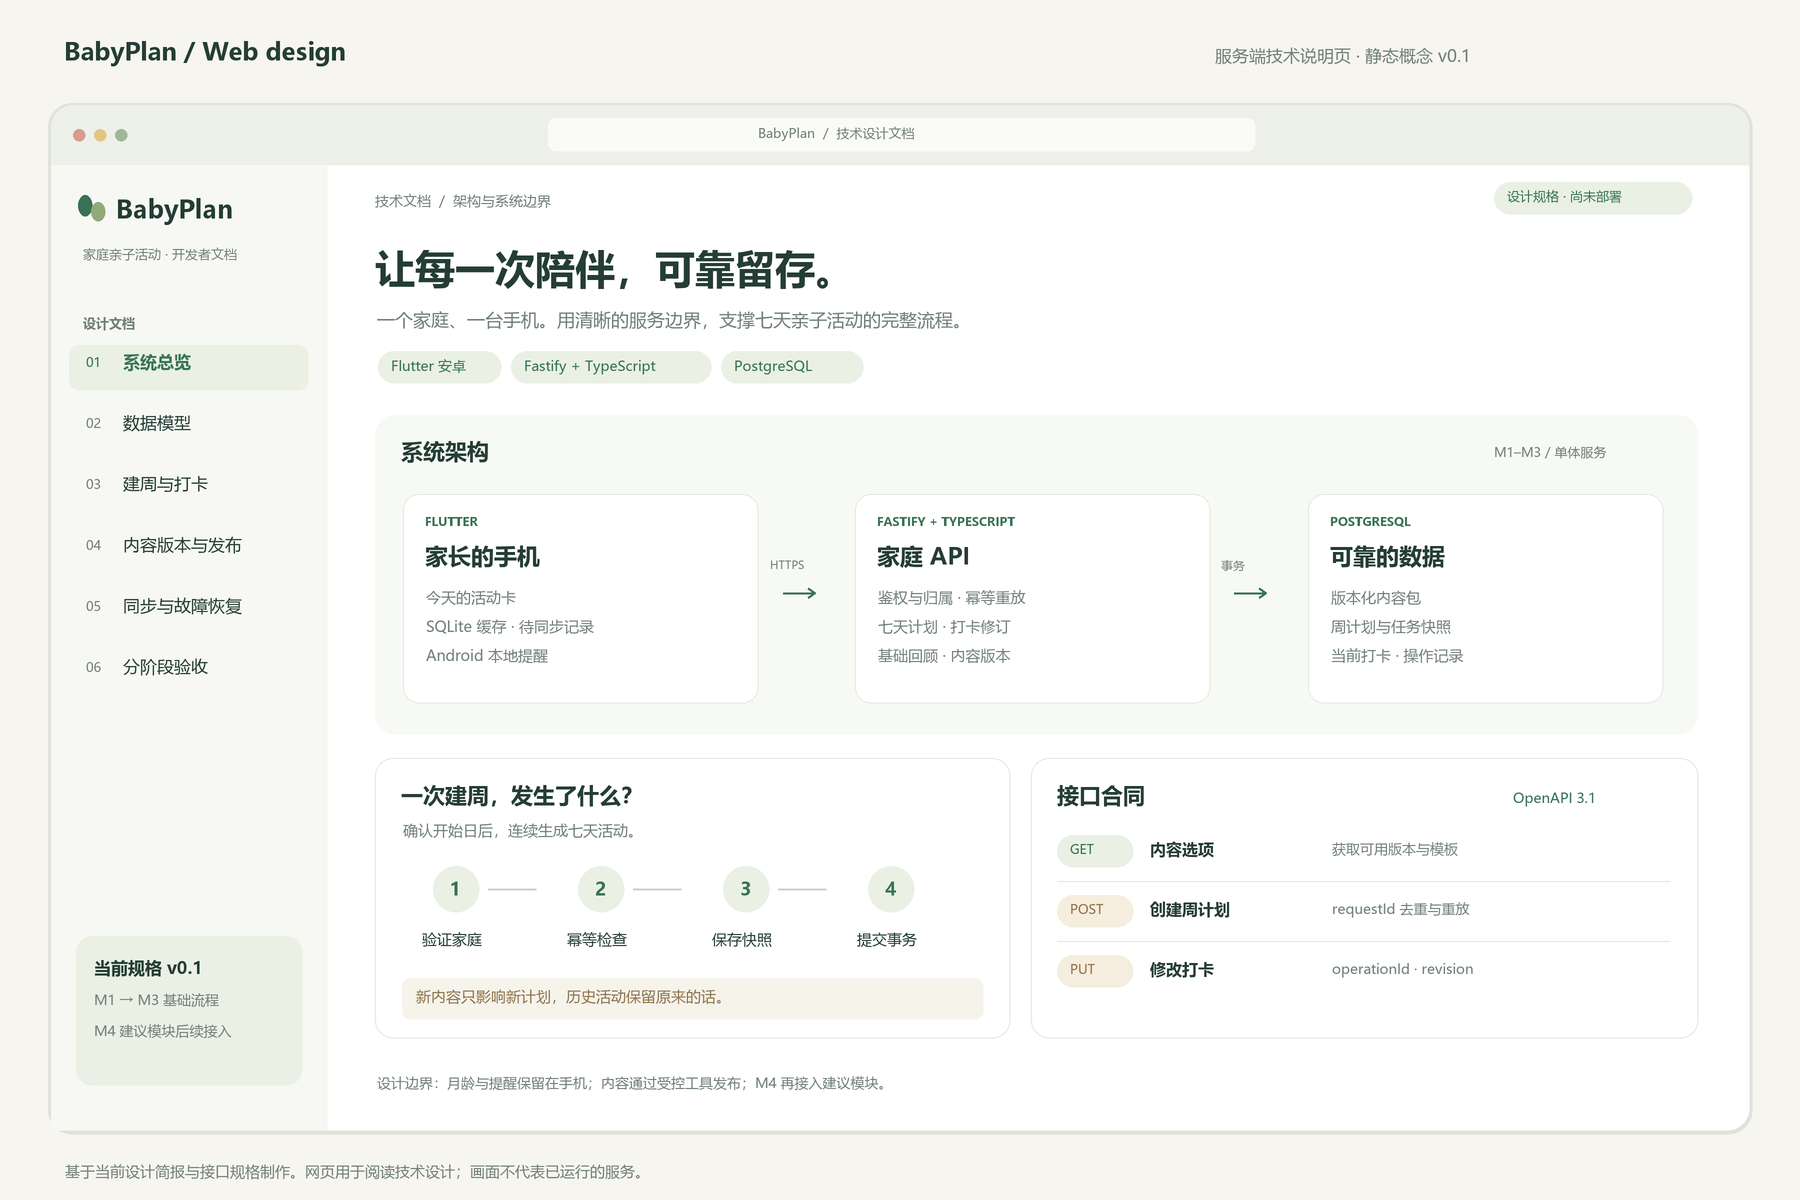 BabyPlan / Web design
服务端技术说明页 · 静态概念 v0.1
BabyPlan / 技术设计文档
BabyPlan
家庭亲子活动 · 开发者文档
设计文档
01 系统总览
02 数据模型
03 建周与打卡
04 内容版本与发布
05 同步与故障恢复
06 分阶段验收
当前规格 v0.1
M1 → M3 基础流程
M4 建议模块后续接入
技术文档 / 架构与系统边界
设计规格 · 尚未部署
让每一次陪伴，可靠留存。
一个家庭、一台手机。用清晰的服务边界，支撑七天亲子活动的完整流程。
Flutter 安卓
Fastify + TypeScript
PostgreSQL
系统架构
M1–M3 / 单体服务
FLUTTER
家长的手机
今天的活动卡
SQLite 缓存 · 待同步记录
Android 本地提醒
HTTPS
FASTIFY + TYPESCRIPT
家庭 API
鉴权与归属 · 幂等重放
七天计划 · 打卡修订
基础回顾 · 内容版本
事务
POSTGRESQL
可靠的数据
版本化内容包
周计划与任务快照
当前打卡 · 操作记录
一次建周，发生了什么？
确认开始日后，连续生成七天活动。
1
2
3
4
验证家庭
幂等检查
保存快照
提交事务
新内容只影响新计划，历史活动保留原来的话。
接口合同
OpenAPI 3.1
GET 内容选项 获取可用版本与模板
POST 创建周计划 requestId 去重与重放
PUT 修改打卡 operationId · revision
设计边界：月龄与提醒保留在手机；内容通过受控工具发布；M4 再接入建议模块。
基于当前设计简报与接口规格制作。网页用于阅读技术设计；画面不代表已运行的服务。